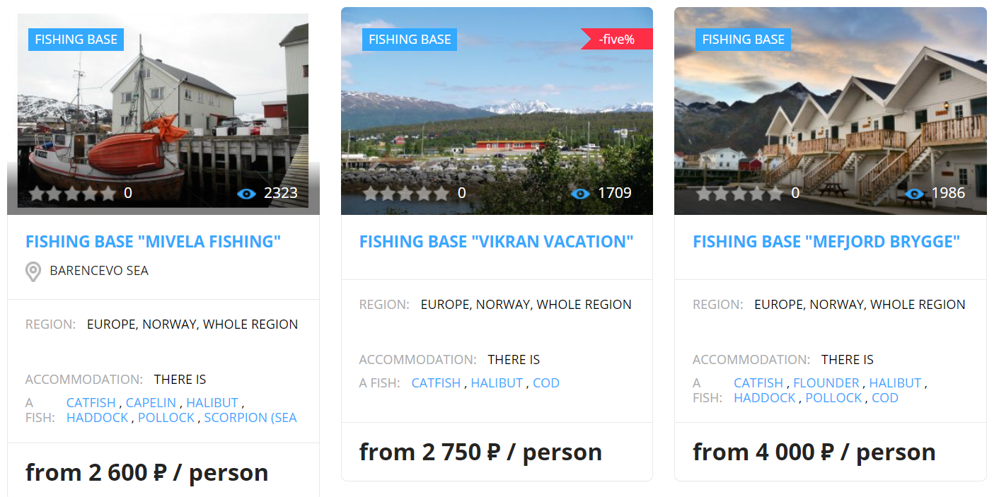 FISHING BASE
0
2323
FISHING BASE "MIVELA FISHING"
BARENCEVO SEA
REGION: EUROPE, NORWAY, WHOLE REGION
ACCOMMODATION: THERE IS
A FISH: CATFISH , CAPELIN , HALIBUT ,
HADDOCK , POLLOCK , SCORPION (SEA
from 2 600 ₽ / person
FISHING BASE
-five%
0
1709
FISHING BASE "VIKRAN VACATION"
REGION: EUROPE, NORWAY, WHOLE REGION
ACCOMMODATION: THERE IS
A FISH: CATFISH , HALIBUT , COD
from 2 750 ₽ / person
FISHING BASE
0
1986
FISHING BASE "MEFJORD BRYGGE"
REGION: EUROPE, NORWAY, WHOLE REGION
ACCOMMODATION: THERE IS
A FISH: CATFISH , FLOUNDER , HALIBUT ,
HADDOCK , POLLOCK , COD
from 4 000 ₽ / person